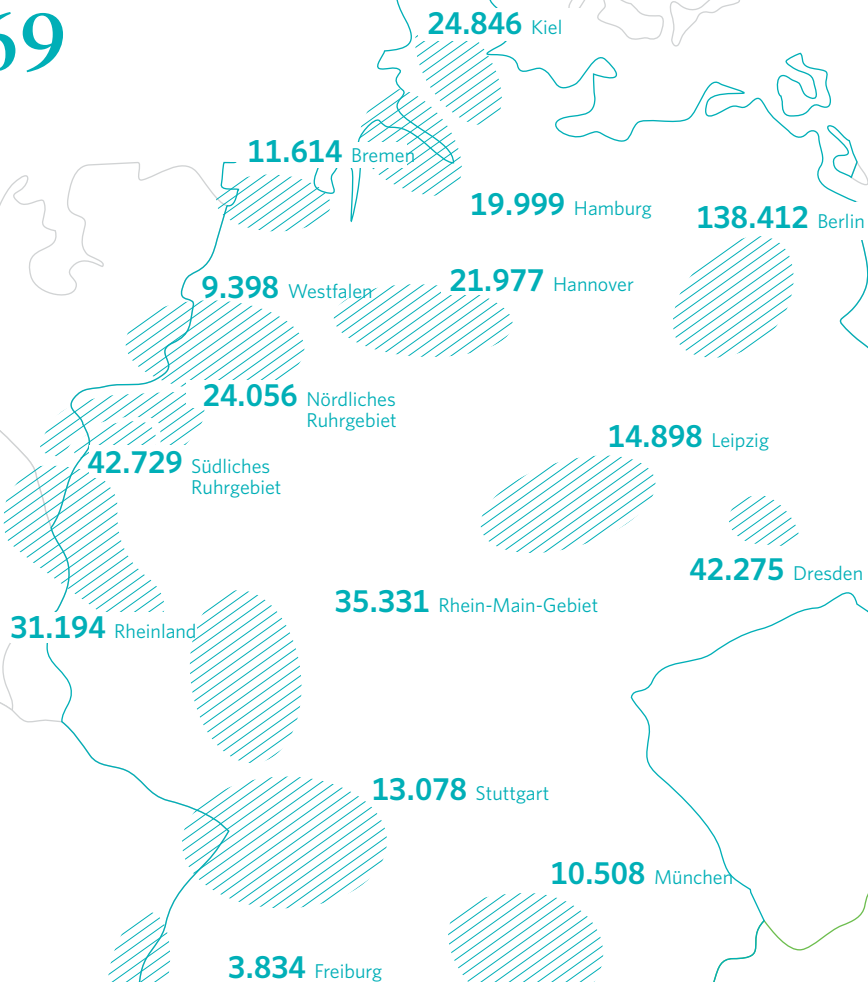 69
24.846 Kiel
11.614 Bremen
19.999 Hamburg
138.412 Berlin
9.398 Westfalen
21.977 Hannover
24.056 Nördliches
Ruhrgebiet
14.898 Leipzig
42.729 Südliches
Ruhrgebiet
42.275 Dresden
35.331 Rhein-Main-Gebiet
31.194 Rheinland
13.078 Stuttgart
10.508 München
3.834 Freiburg